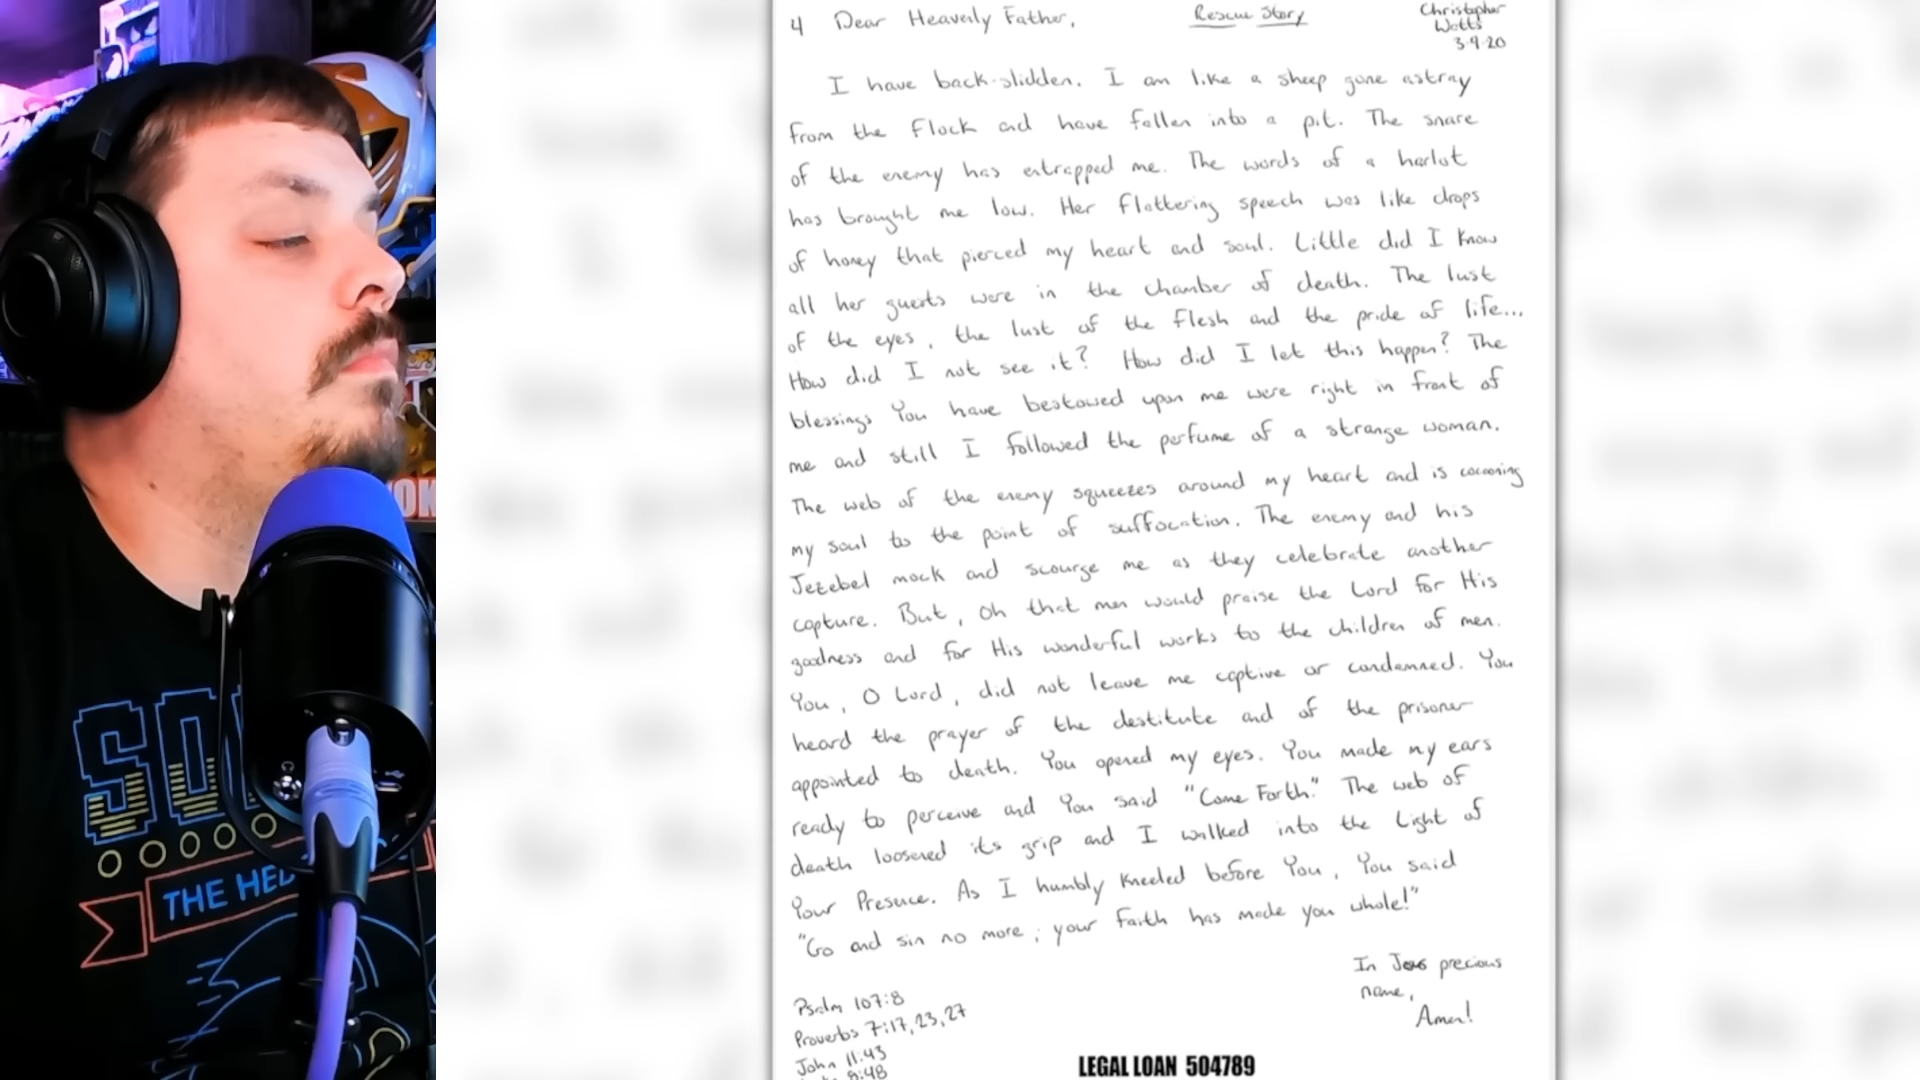 4 Dear Heavenly Father, Rescue Story Christopher Watts 3-9-20
I have back-slidden. I am like a sheep gone astray
from the flock and have fallen into a pit. The snare
of the enemy has entrapped me. The words of a harlot
has brought me low. Her flattering speech was like drops
of honey that pierced my heart and soul. Little did I know
all her guests were in the chamber of death. The lust
of the eyes, the lust of the flesh and the pride of life...
How did I not see it? How did I let this happen? The
blessings You have bestowed upon me were right in front of
me and still I followed the perfume of a strange woman.
The web of the enemy squeezes around my heart and is cocooning
my soul to the point of suffocation. The enemy and his
Jezebel mock and scourge me as they celebrate another
capture. But, Oh that men would praise the Lord for His
goodness and for His wonderful works to the children of men.
You, O Lord, did not leave me captive or condemned. You
heard the prayer of the destitute and of the prisoner
appointed to death. You opened my eyes. You made my ears
ready to perceive and You said "Come Forth." The web of
death loosened its grip and I walked into the Light of
Your Presence. As I humbly kneeled before You, You said
"Go and sin no more; your faith has made you whole!"
In Jesus precious
name,
Amen!
Psalm 107:8
Proverbs 7:17,23,27
John 11:43
8:48
LEGAL LOAN 504789
THE